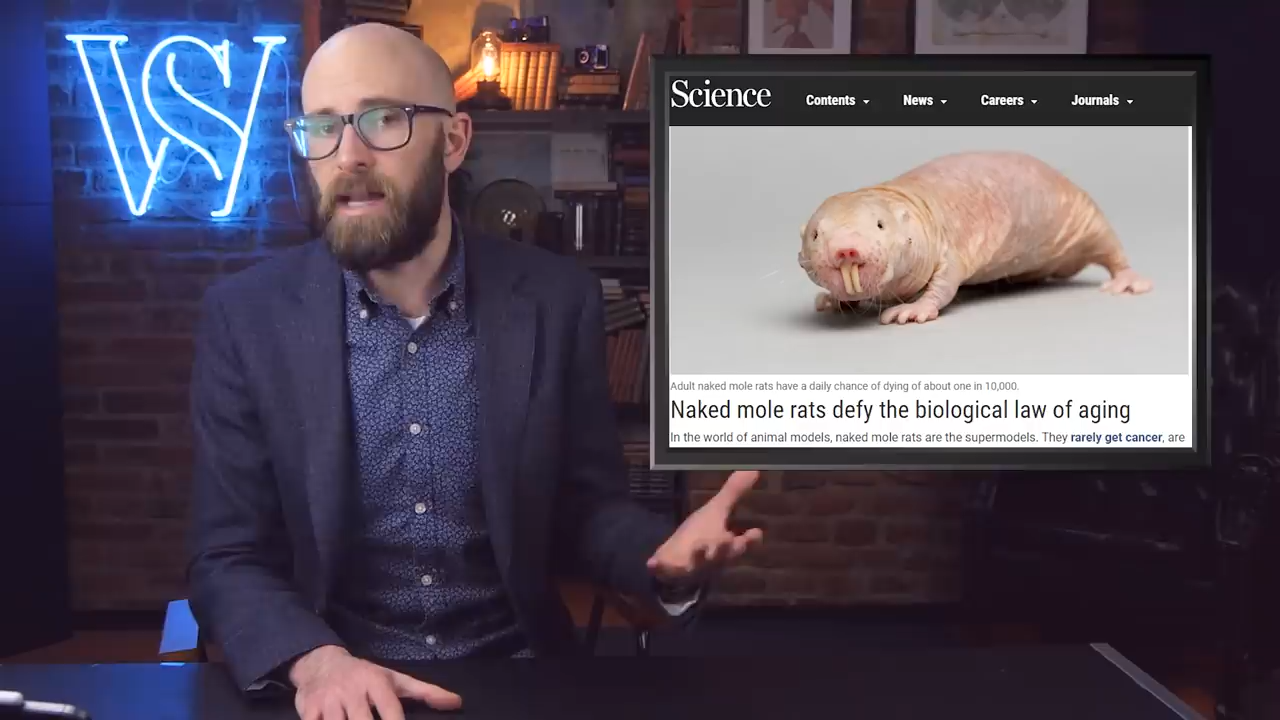 VS
Science
Contents News Careers Journals
Adult naked mole rats have a daily chance of dying of about one in 10,000.
Naked mole rats defy the biological law of aging
In the world of animal models, naked mole rats are the supermodels. They rarely get cancer, are